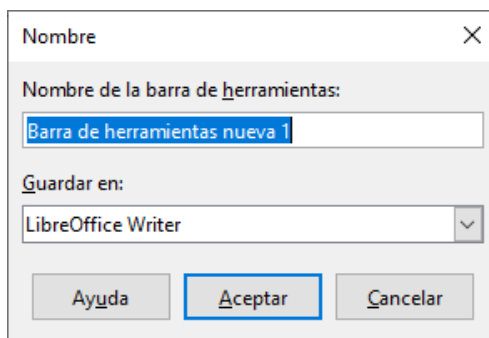 Nombre
Nombre de la barra de herramientas:
Barra de herramientas nueva 1
Guardar en:
LibreOffice Writer
Ayuda Aceptar Cancelar